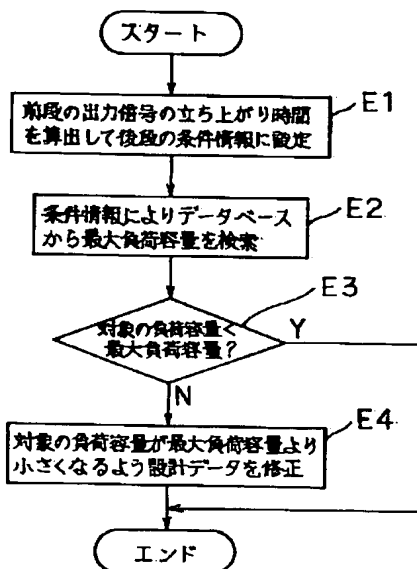 スタート
前段の出力信号の立ち上がり時間
を算出して後段の条件情報に設定
E1
条件情報によりデータベース
から最大負荷容量を検索
E2
E3
対象の負荷容量<
最大負荷容量？
Y
N
E4
対象の負荷容量が最大負荷容量より
小さくなるよう設計データを修正
エンド